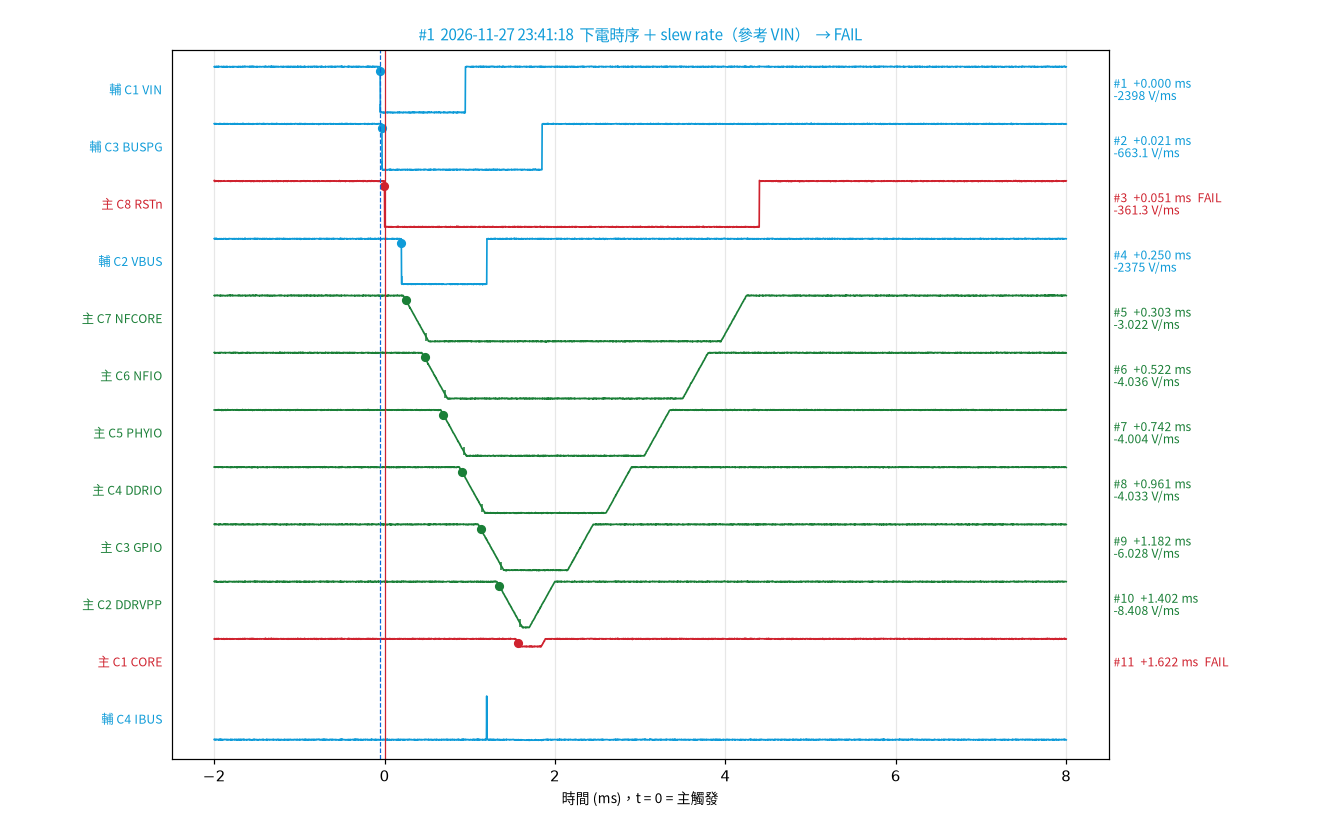 #1 2026-11-27 23:41:18 下電時序 ＋ slew rate（參考 VIN） → FAIL
輔 C1 VIN
#1 +0.000 ms
-2398 V/ms
輔 C3 BUSPG
#2 +0.021 ms
-663.1 V/ms
主 C8 RSTn
#3 +0.051 ms FAIL
-361.3 V/ms
輔 C2 VBUS
#4 +0.250 ms
-2375 V/ms
主 C7 NFCORE
#5 +0.303 ms
-3.022 V/ms
主 C6 NFIO
#6 +0.522 ms
-4.036 V/ms
主 C5 PHYIO
#7 +0.742 ms
-4.004 V/ms
主 C4 DDRIO
#8 +0.961 ms
-4.033 V/ms
主 C3 GPIO
#9 +1.182 ms
-6.028 V/ms
主 C2 DDRVPP
#10 +1.402 ms
-8.408 V/ms
主 C1 CORE
#11 +1.622 ms FAIL
輔 C4 IBUS
−2 0 2 4 6 8
時間 (ms)，t = 0 = 主觸發